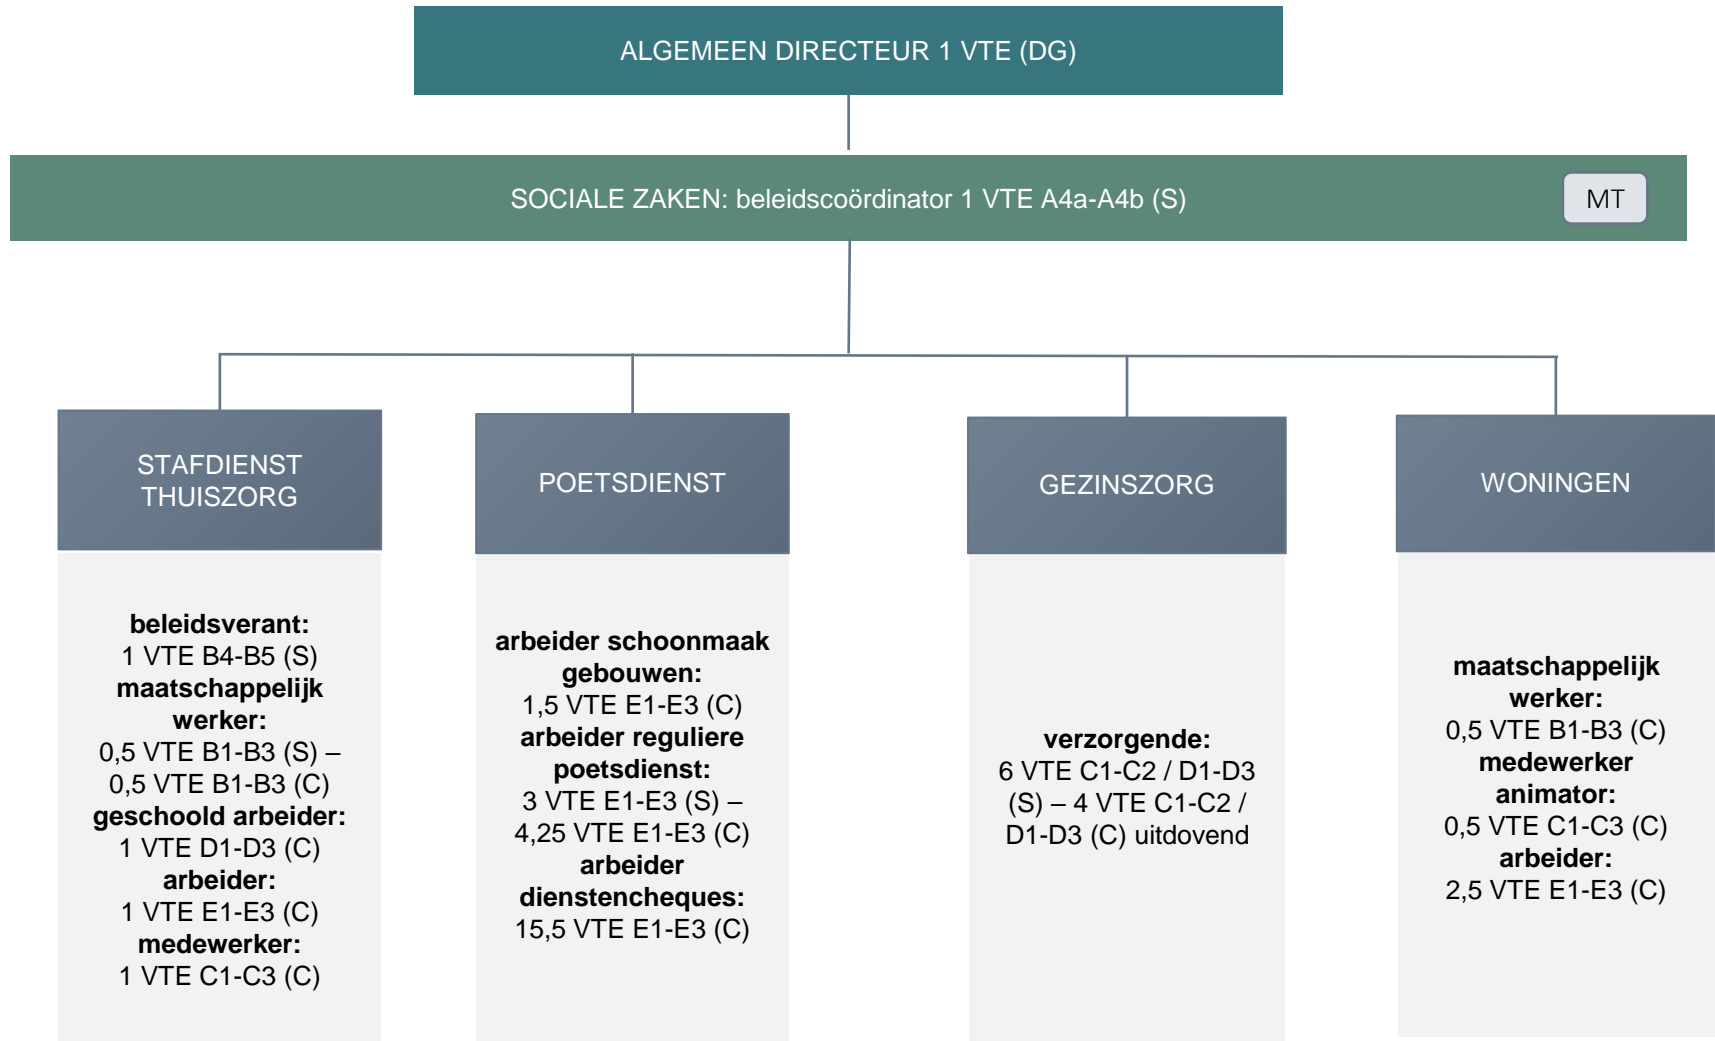 ALGEMEEN DIRECTEUR 1 VTE (DG)
SOCIALE ZAKEN: beleidscoördinator 1 VTE A4a-A4b (S)
MT
STAFDIENST
THUISZORG
beleidsverant:
1 VTE B4-B5 (S)
maatschappelijk
werker:
0,5 VTE B1-B3 (S) –
0,5 VTE B1-B3 (C)
geschoold arbeider:
1 VTE D1-D3 (C)
arbeider:
1 VTE E1-E3 (C)
medewerker:
1 VTE C1-C3 (C)
POETSDIENST
arbeider schoonmaak
gebouwen:
1,5 VTE E1-E3 (C)
arbeider reguliere
poetsdienst:
3 VTE E1-E3 (S) –
4,25 VTE E1-E3 (C)
arbeider
dienstencheques:
15,5 VTE E1-E3 (C)
GEZINSZORG
verzorgende:
6 VTE C1-C2 / D1-D3
(S) – 4 VTE C1-C2 /
D1-D3 (C) uitdovend
WONINGEN
maatschappelijk
werker:
0,5 VTE B1-B3 (C)
medewerker
animator:
0,5 VTE C1-C3 (C)
arbeider:
2,5 VTE E1-E3 (C)